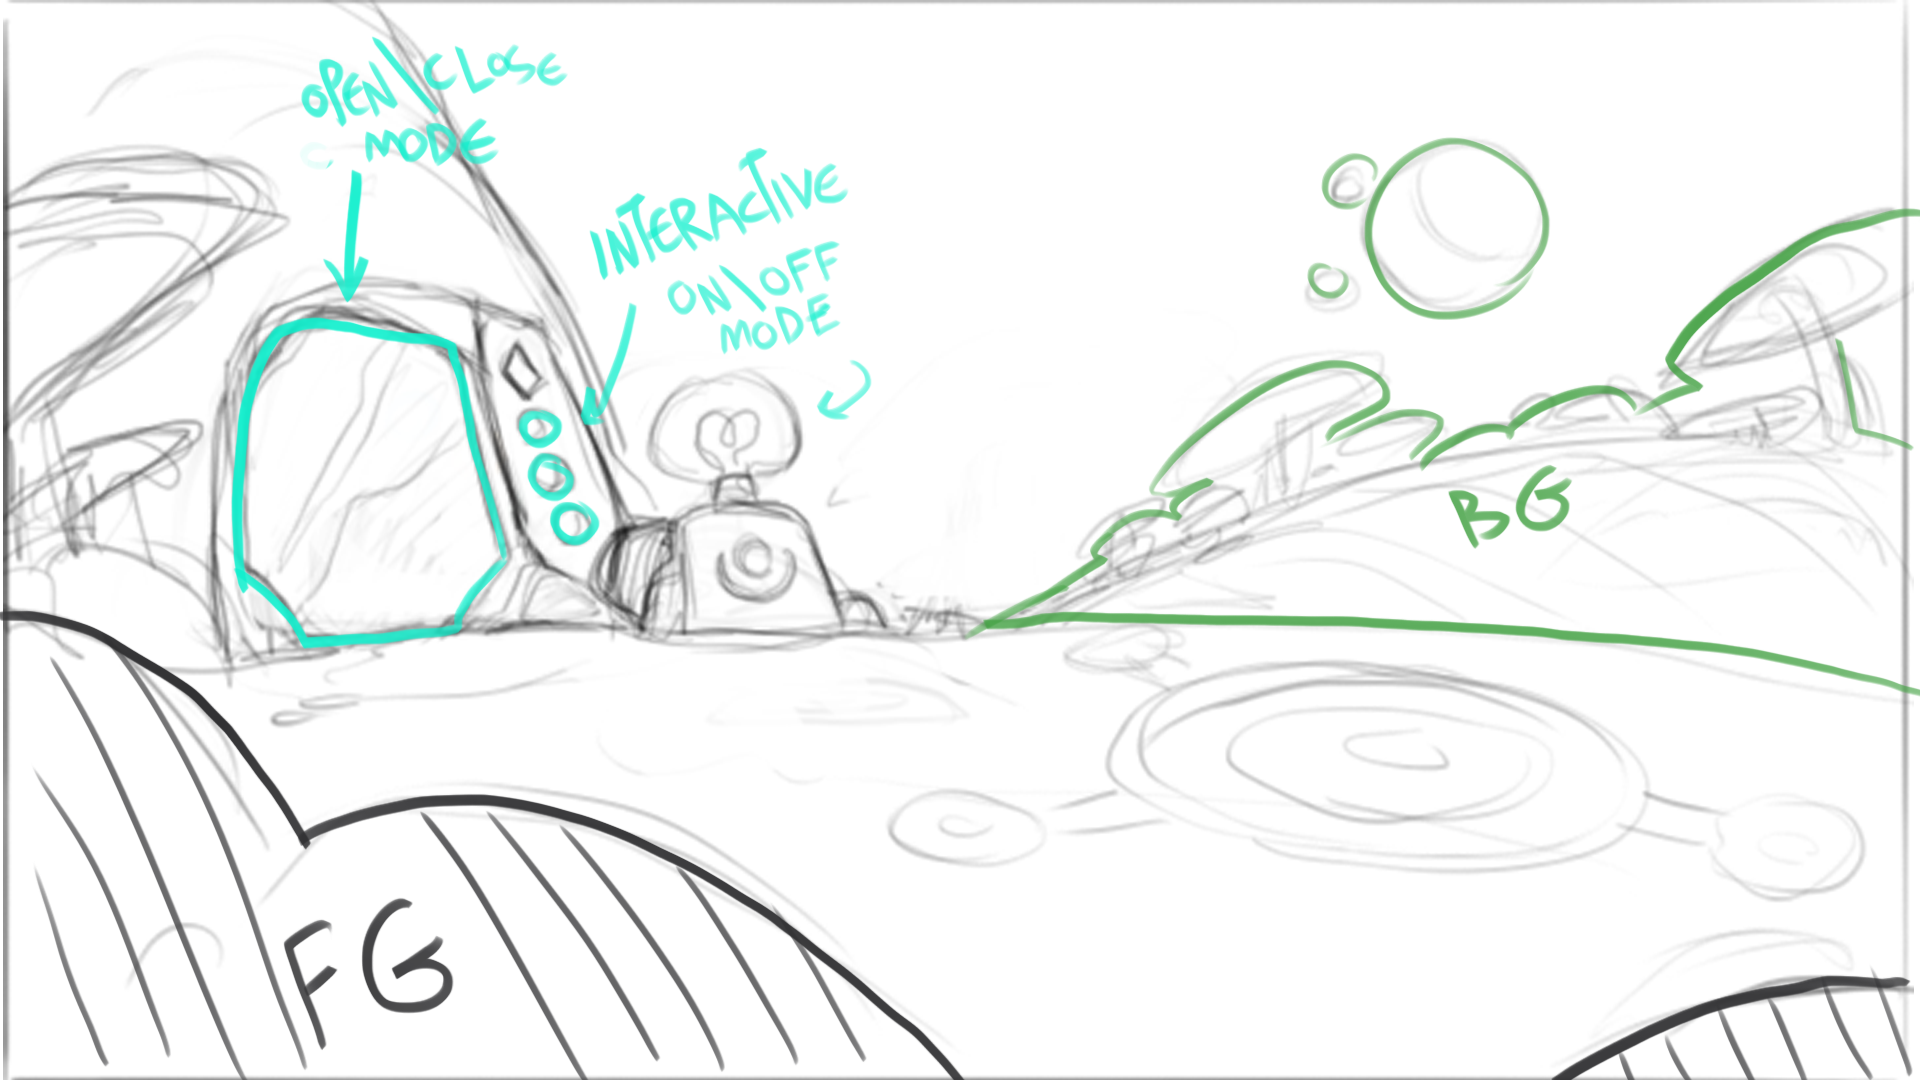 OPEN\CLOSE
MODE
INTERACTIVE
ON\OFF
MODE
BG
FG